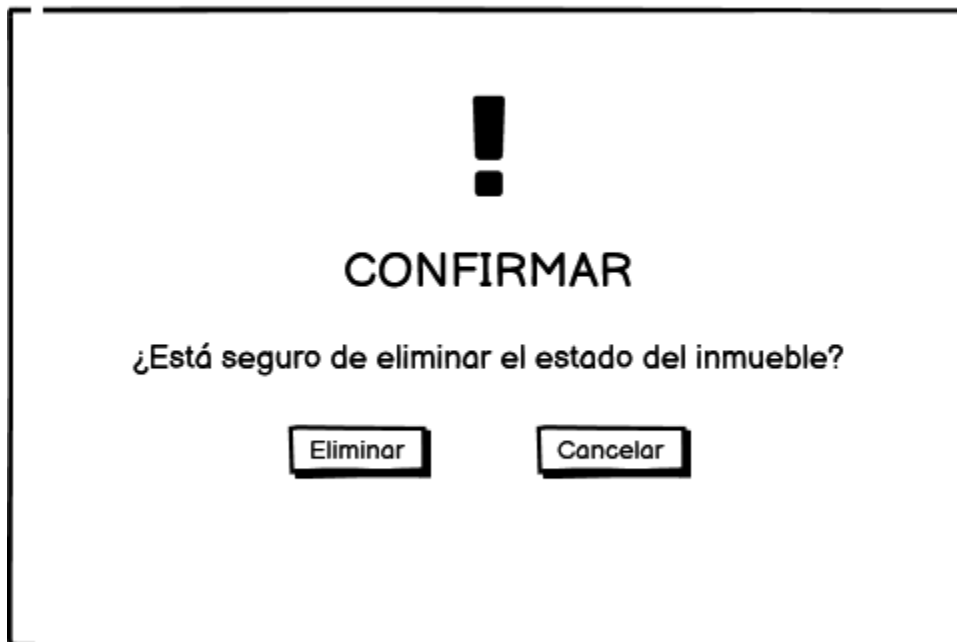 !
CONFIRMAR
¿Está seguro de eliminar el estado del inmueble?
Eliminar
Cancelar